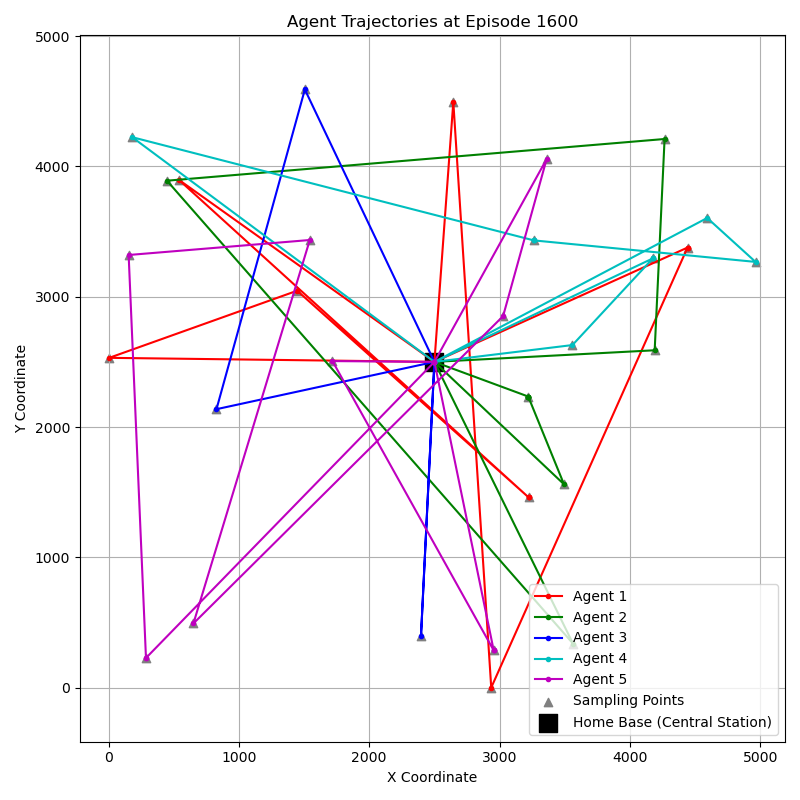 Agent Trajectories at Episode 1600
5000
4000
3000
2000
1000
0
Y Coordinate
0 1000 2000 3000 4000 5000
X Coordinate
Agent 1
Agent 2
Agent 3
Agent 4
Agent 5
Sampling Points
Home Base (Central Station)